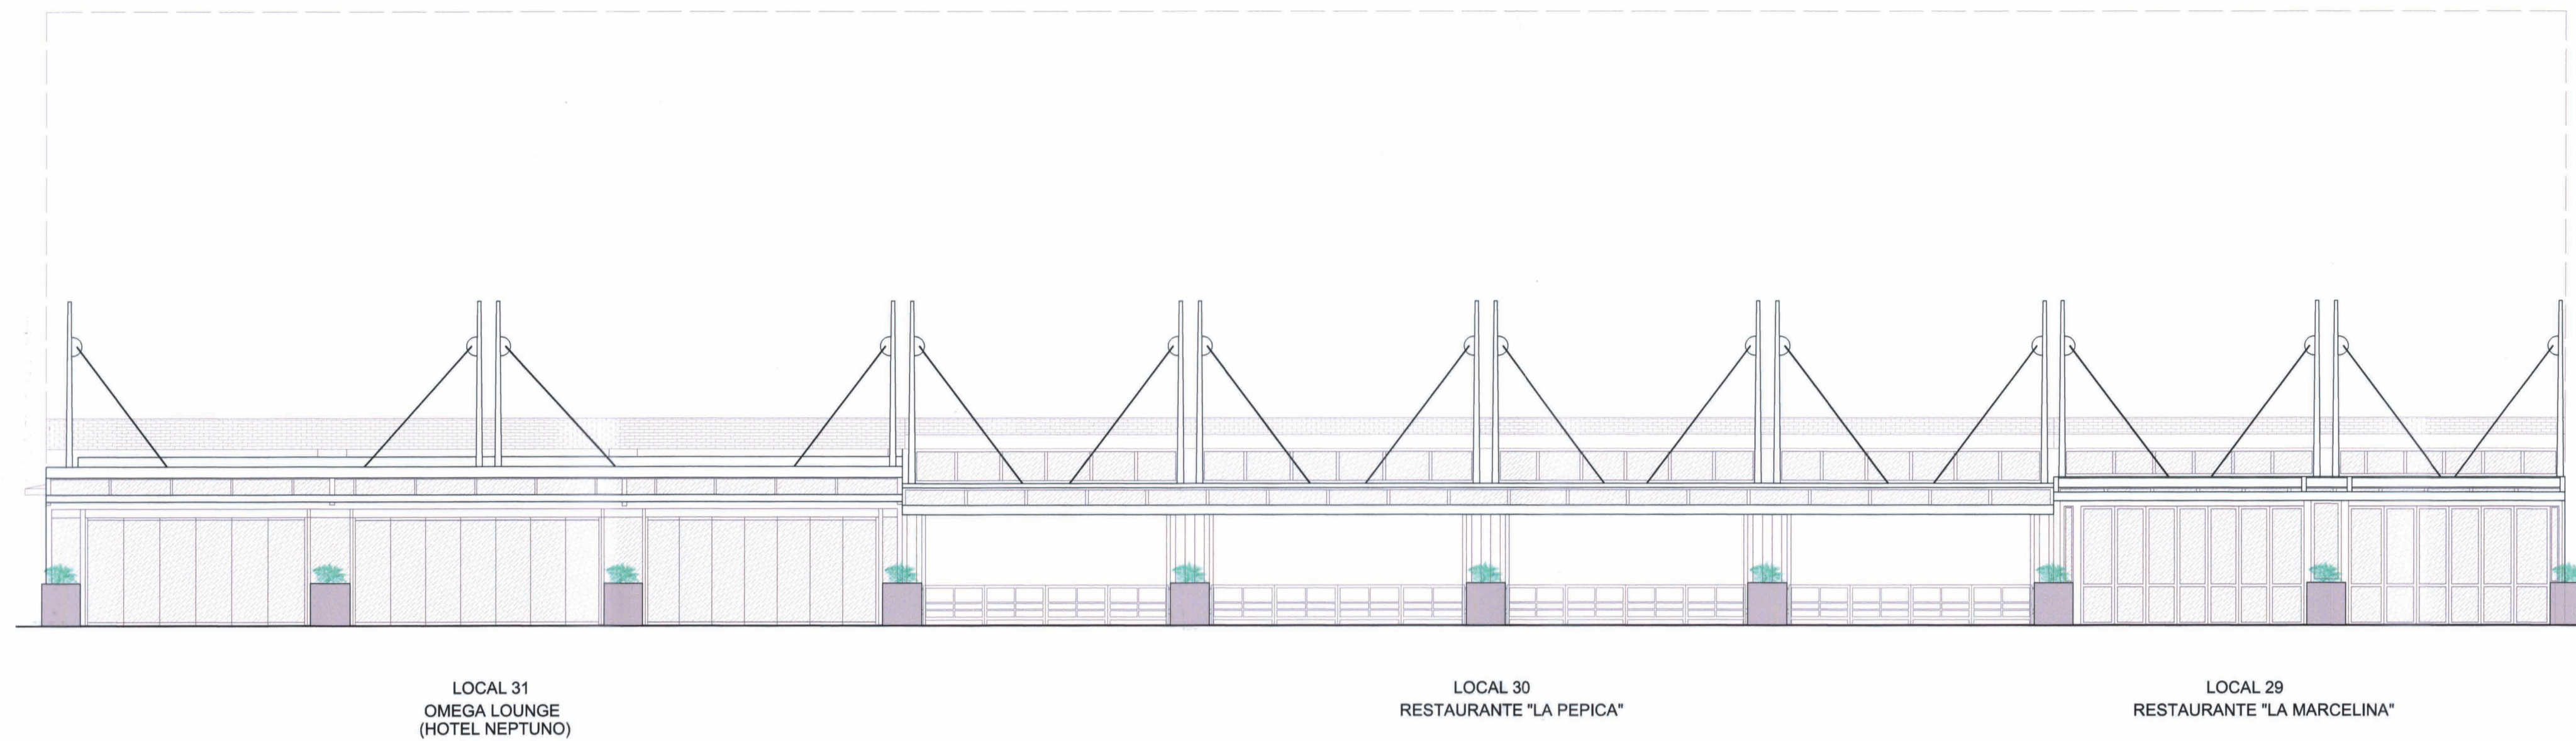 LOCAL 31
OMEGA LOUNGE
(HOTEL NEPTUNO)
LOCAL 30
RESTAURANTE "LA PEPICA"
LOCAL 29
RESTAURANTE "LA MARCELINA"